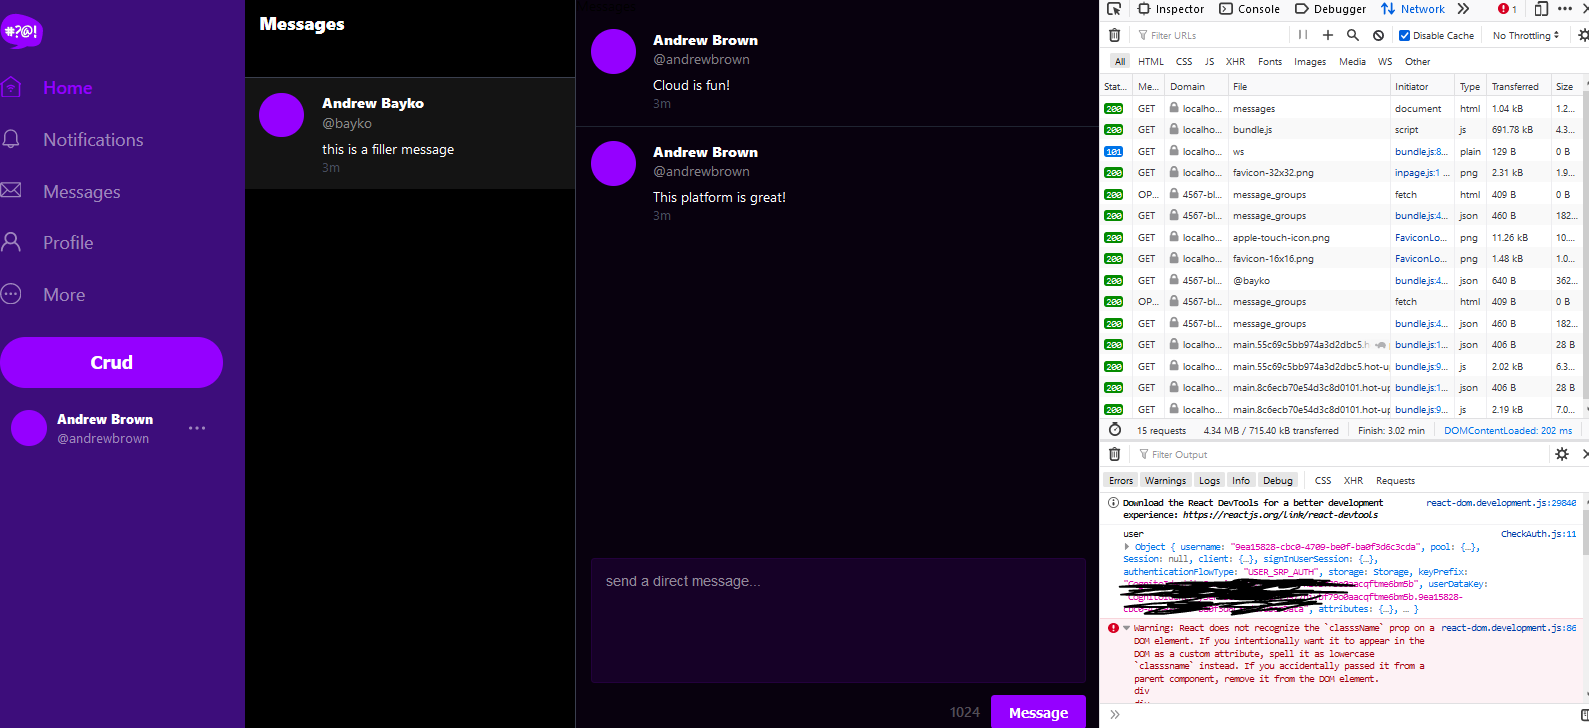 #?@!
Home
Notifications
Messages
Profile
More
Crud
Andrew Brown
@andrewbrown
Messages
Andrew Bayko
@bayko
this is a filler message
3m
Andrew Brown
@andrewbrown
Cloud is fun!
3m
Andrew Brown
@andrewbrown
This platform is great!
3m
send a direct message...
1024 Message
Inspector Console Debugger Network 1
Filter URLs Disable Cache No Throttling
All HTML CSS JS XHR Fonts Images Media WS Other
Stat... Me... Domain File Initiator Type Transferred Size
200 GET localho... messages document html 1.04 kB 1.2...
200 GET localho... bundle.js script js 691.78 kB 4.3...
101 GET localho... ws bundle.js:8... plain 129 B 0 B
200 GET localho... favicon-32x32.png inpage.js:1 ... png 2.31 kB 1.9...
200 OP... 4567-bl... message_groups fetch html 409 B 0 B
200 GET 4567-bl... message_groups bundle.js:4... json 460 B 182...
200 GET localho... apple-touch-icon.png FaviconLo... png 11.26 kB 10....
200 GET localho... favicon-16x16.png FaviconLo... png 1.48 kB 1.0...
200 GET 4567-bl... @bayko bundle.js:4... json 640 B 362...
200 OP... 4567-bl... message_groups fetch html 409 B 0 B
200 GET 4567-bl... message_groups bundle.js:4... json 460 B 182...
200 GET localho... main.55c69c5bb974a3d2dbc5.h bundle.js:1... json 406 B 28 B
200 GET localho... main.55c69c5bb974a3d2dbc5.hot-u bundle.js:9... js 2.02 kB 6.3...
200 GET localho... main.8c6ecb70e54d3c8d0101.hot-up bundle.js:1... json 406 B 28 B
200 GET localho... main.8c6ecb70e54d3c8d0101.hot-up bundle.js:9... js 2.19 kB 7.0...
15 requests 4.34 MB / 715.40 kB transferred Finish: 3.02 min DOMContentLoaded: 202 ms
Filter Output
Errors Warnings Logs Info Debug CSS XHR Requests
Download the React DevTools for a better development react-dom.development.js:29840
experience: https://reactjs.org/link/react-devtools
user CheckAuth.js:11
Object { username: "9ea15828-cbc0-4709-be0f-ba0f3d6c3cda", pool: {…},
Session: null, client: {…}, signInUserSession: {…},
authenticationFlowType: "USER_SRP_AUTH", storage: Storage, keyPrefix:
userDataKey:
attributes: {…}, … }
Warning: React does not recognize the `classsName` prop on a react-dom.development.js:86
DOM element. If you intentionally want it to appear in the
DOM as a custom attribute, spell it as lowercase
`classsname` instead. If you accidentally passed it from a
parent component, remove it from the DOM element.
div
div